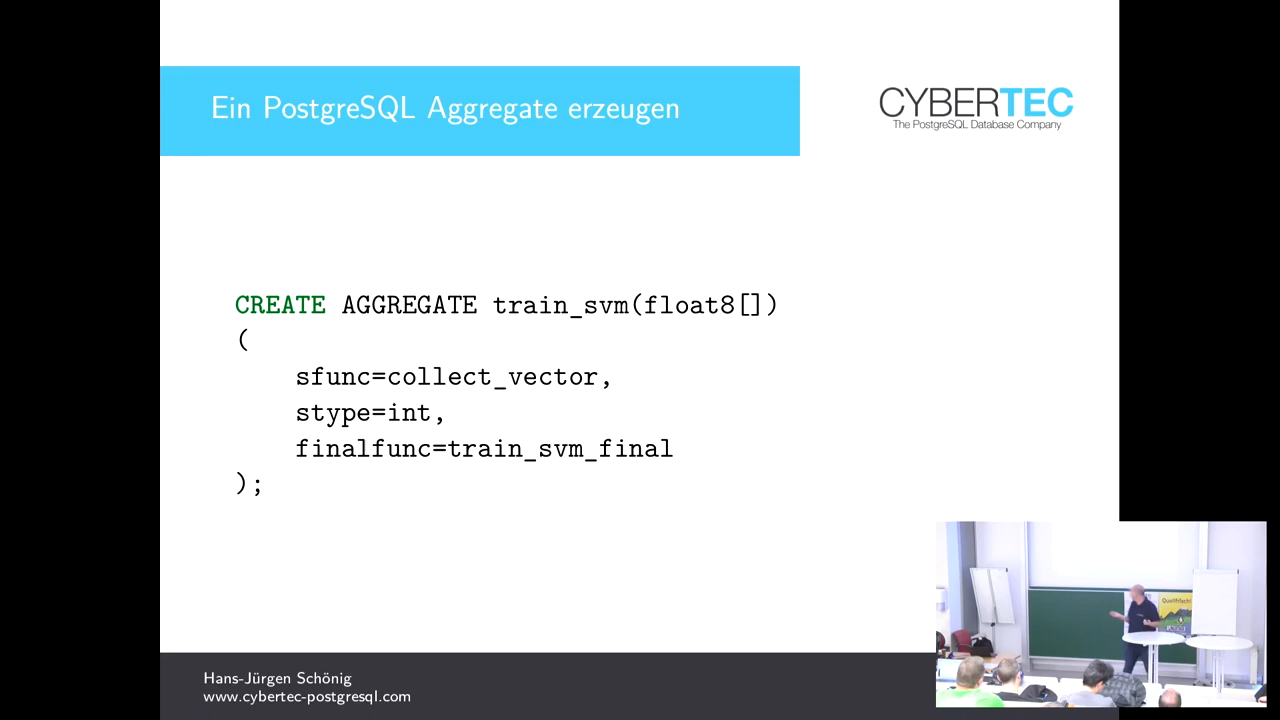 Ein PostgreSQL Aggregate erzeugen
CYBERTEC
The PostgreSQL Database Company
CREATE AGGREGATE train_svm(float8[])
(
sfunc=collect_vector,
stype=int,
finalfunc=train_svm_final
);
Hans-Jürgen Schönig
www.cybertec-postgresql.com